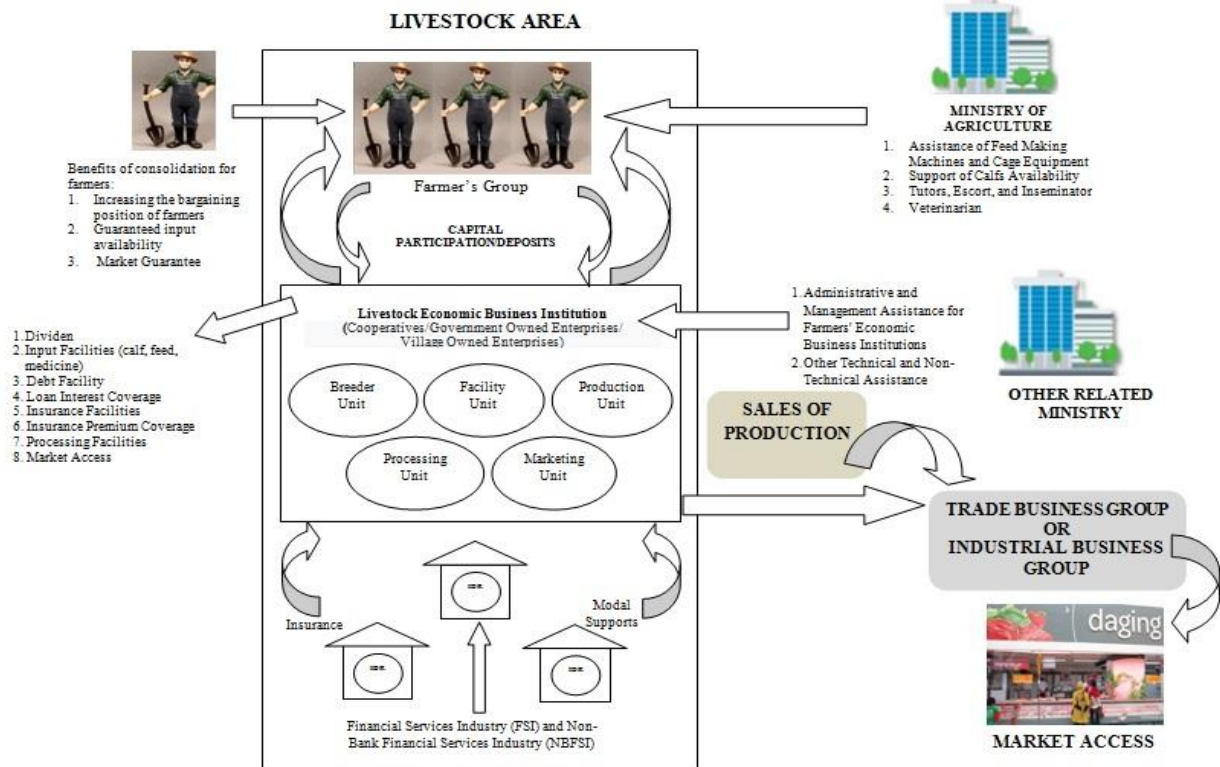 LIVESTOCK AREA
Benefits of consolidation for
farmers:
1. Increasing the bargaining
position of farmers
2. Guaranteed input
availability
3. Market Guarantee
Farmer's Group
CAPITAL
PARTICIPATION/DEPOSITS
MINISTRY OF
AGRICULTURE
1. Assistance of Feed Making
Machines and Cage Equipment
2. Support of Calfs Availability
3. Tutors, Escort, and Inseminator
4. Veterinarian
1. Dividen
2. Input Facilities (calf, feed,
medicine)
3. Debt Facility
4. Loan Interest Coverage
5. Insurance Facilities
6. Insurance Premium Coverage
7. Processing Facilities
8. Market Access
Livestock Economic Business Institution
(Cooperatives/Government Owned Enterprises/
Village Owned Enterprises)
Breeder
Unit
Facility
Unit
Production
Unit
Processing
Unit
Marketing
Unit
1. Administrative and
Management Assistance for
Farmers' Economic
Business Institutions
2. Other Technical and Non-
Technical Assistance
OTHER RELATED
MINISTRY
SALES OF
PRODUCTION
TRADE BUSINESS GROUP
OR
INDUSTRIAL BUSINESS
GROUP
Insurance
Modal
Supports
Financial Services Industry (FSI) and Non-
Bank Financial Services Industry (NBFSI)
daging
MARKET ACCESS